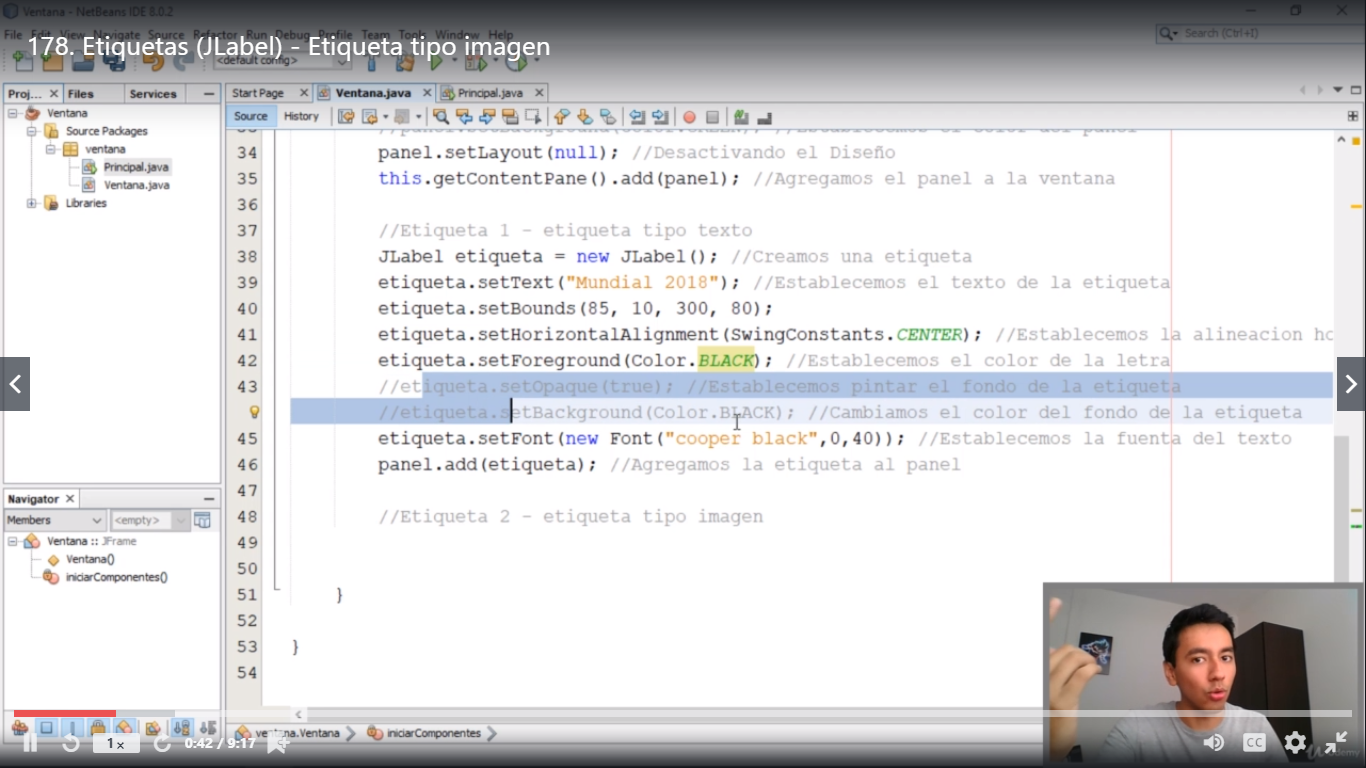 Ventana - NetBeans IDE 8.0.2
File Edit View Navigate Source Refactor Run Debug Profile Team Tools Window Help
Search (Ctrl+I)
178. Etiquetas (JLabel) - Etiqueta tipo imagen
<default config>
Proj... Files Services
Start Page Ventana.java Principal.java
Source History
Ventana
Source Packages
ventana
Principal.java
Ventana.java
Libraries
34 panel.setLayout(null); //Desactivando el Diseño
35 this.getContentPane().add(panel); //Agregamos el panel a la ventana
36
37 //Etiqueta 1 - etiqueta tipo texto
38 JLabel etiqueta = new JLabel(); //Creamos una etiqueta
39 etiqueta.setText("Mundial 2018"); //Establecemos el texto de la etiqueta
40 etiqueta.setBounds(85, 10, 300, 80);
41 etiqueta.setHorizontalAlignment(SwingConstants.CENTER); //Establecemos la alineacion ho
42 etiqueta.setForeground(Color.BLACK); //Establecemos el color de la letra
43 //etiqueta.setOpaque(true); //Establecemos pintar el fondo de la etiqueta
//etiqueta.setBackground(Color.BLACK); //Cambiamos el color del fondo de la etiqueta
45 etiqueta.setFont(new Font("cooper black",0,40)); //Establecemos la fuenta del texto
46 panel.add(etiqueta); //Agregamos la etiqueta al panel
47
48 //Etiqueta 2 - etiqueta tipo imagen
49
50
51 }
52
53 }
54
Navigator
Members <empty>
Ventana :: JFrame
Ventana()
iniciarComponentes()
ventana.Ventana iniciarComponentes
1x 0:42 / 9:17 CC